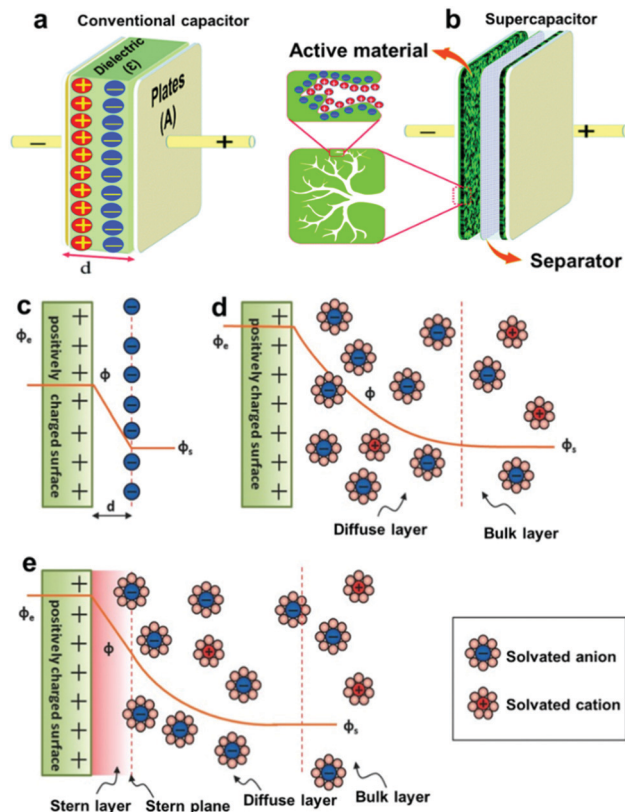 a
Conventional capacitor
Dielectric
(ε)
Plates
(A)
−
+
d
b
Supercapacitor
Active material
−
+
Separator
c
ϕe
positively
charged surface
ϕ
ϕs
d
d
ϕe
positively
charged surface
ϕ
ϕs
Diffuse layer
Bulk layer
e
ϕe
positively
charged surface
ϕ
ϕs
Stern layer
Stern plane
Diffuse layer
Bulk layer
Solvated anion
Solvated cation